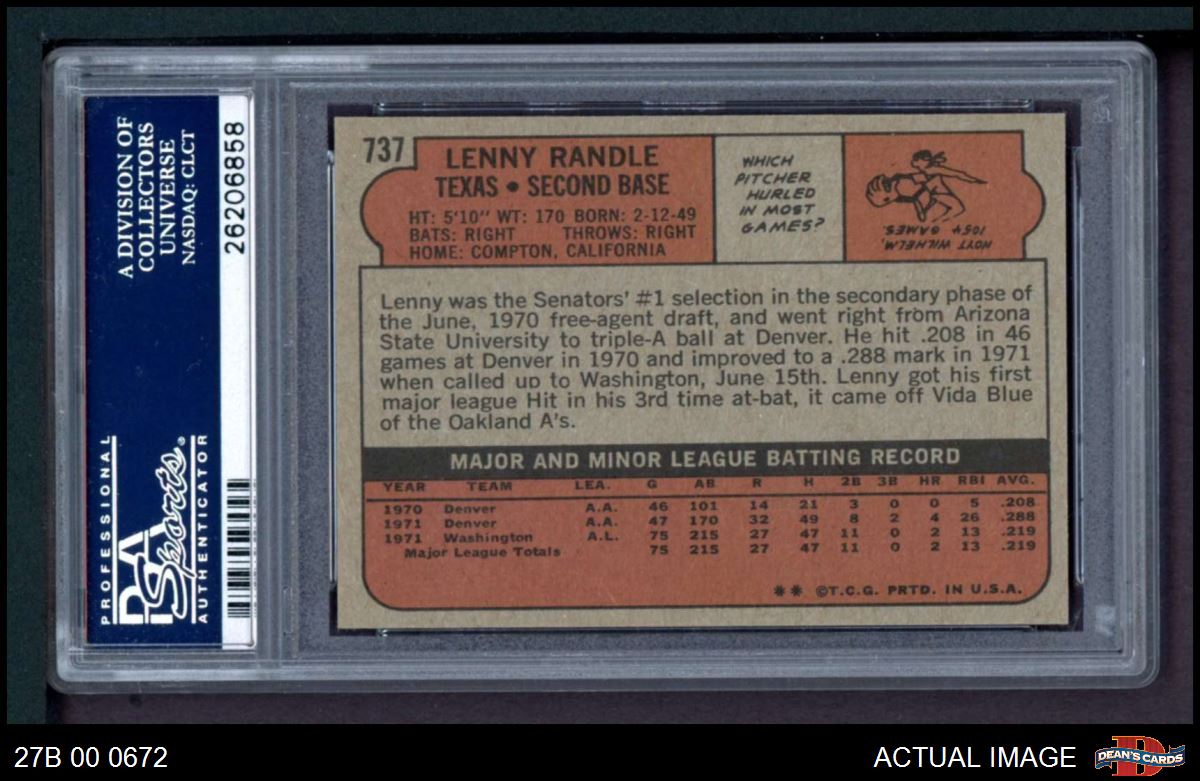 A DIVISION OF
COLLECTORS
UNIVERSE
NASDAQ: CLCT
26206858
PROFESSIONAL
PSA
Sports®
AUTHENTICATOR
737
LENNY RANDLE
TEXAS • SECOND BASE
HT: 5'10" WT: 170 BORN: 2-12-49
BATS: RIGHT THROWS: RIGHT
HOME: COMPTON, CALIFORNIA
WHICH
PITCHER
HURLED
IN MOST
GAMES?
HOYT WILHELM,
1054 GAMES.
Lenny was the Senators' #1 selection in the secondary phase of
the June, 1970 free-agent draft, and went right from Arizona
State University to triple-A ball at Denver. He hit .208 in 46
games at Denver in 1970 and improved to a .288 mark in 1971
when called up to Washington, June 15th. Lenny got his first
major league Hit in his 3rd time at-bat, it came off Vida Blue
of the Oakland A's.
MAJOR AND MINOR LEAGUE BATTING RECORD
YEAR TEAM LEA. G AB R H 2B 3B HR RBI AVG.
1970 Denver A.A. 46 101 14 21 3 0 0 5 .208
1971 Denver A.A. 47 170 32 49 8 2 4 26 .288
1971 Washington A.L. 75 215 27 47 11 0 2 13 .219
Major League Totals 75 215 27 47 11 0 2 13 .219
** ©T.C.G. PRTD. IN U.S.A.
27B 00 0672
ACTUAL IMAGE
DEAN'S CARDS